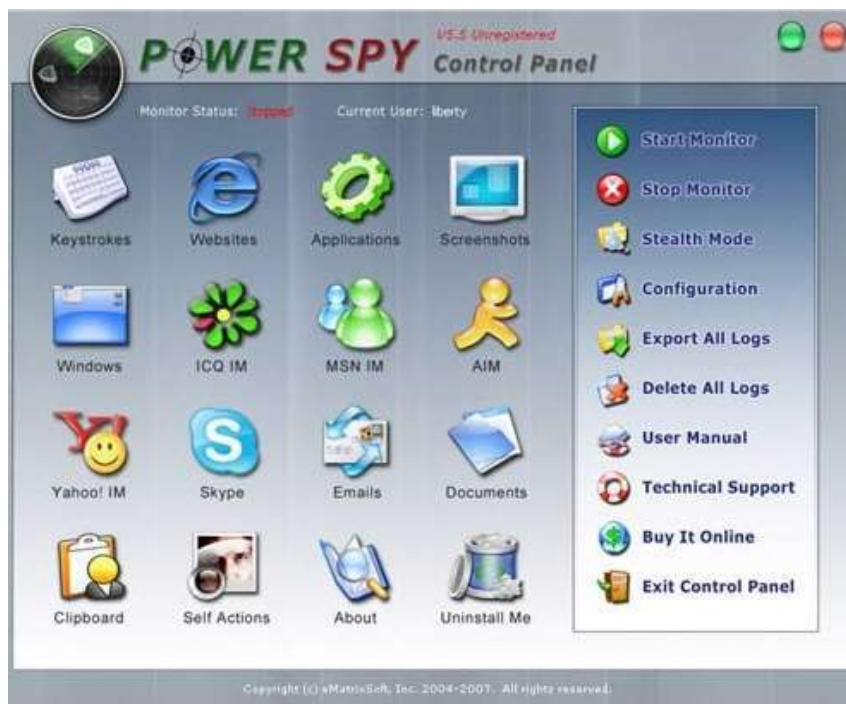 POWER SPY
V5.5 Unregistered
Control Panel
Monitor Status: Stopped Current User: liberty
Keystrokes Websites Applications Screenshots
Windows ICQ IM MSN IM AIM
Yahoo! IM Skype Emails Documents
Clipboard Self Actions About Uninstall Me
Start Monitor
Stop Monitor
Stealth Mode
Configuration
Export All Logs
Delete All Logs
User Manual
Technical Support
Buy It Online
Exit Control Panel
Copyright (c) eMatrixSoft, Inc. 2004-2007. All rights reserved.